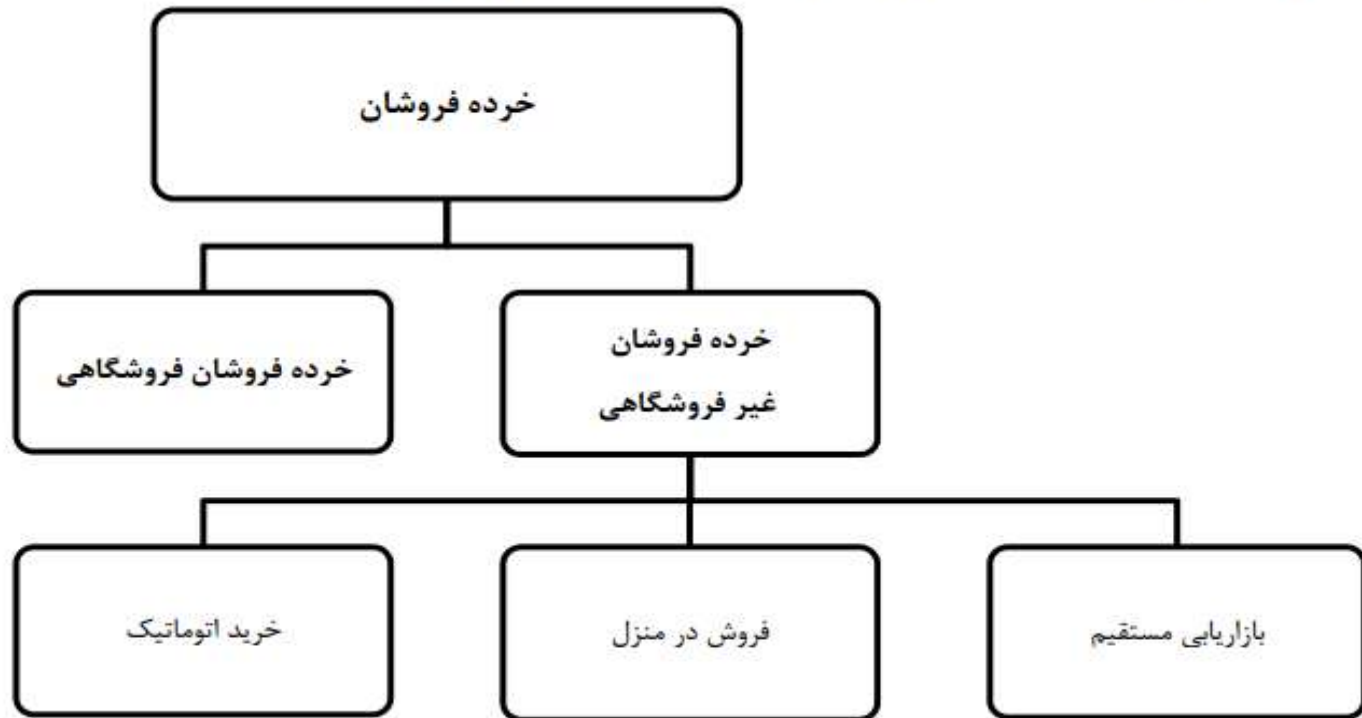 خرده فروشان
خرده فروشان
غیر فروشگاهی
خرده فروشان فروشگاهی
بازاریابی مستقیم
فروش در منزل
خرید اتوماتیک